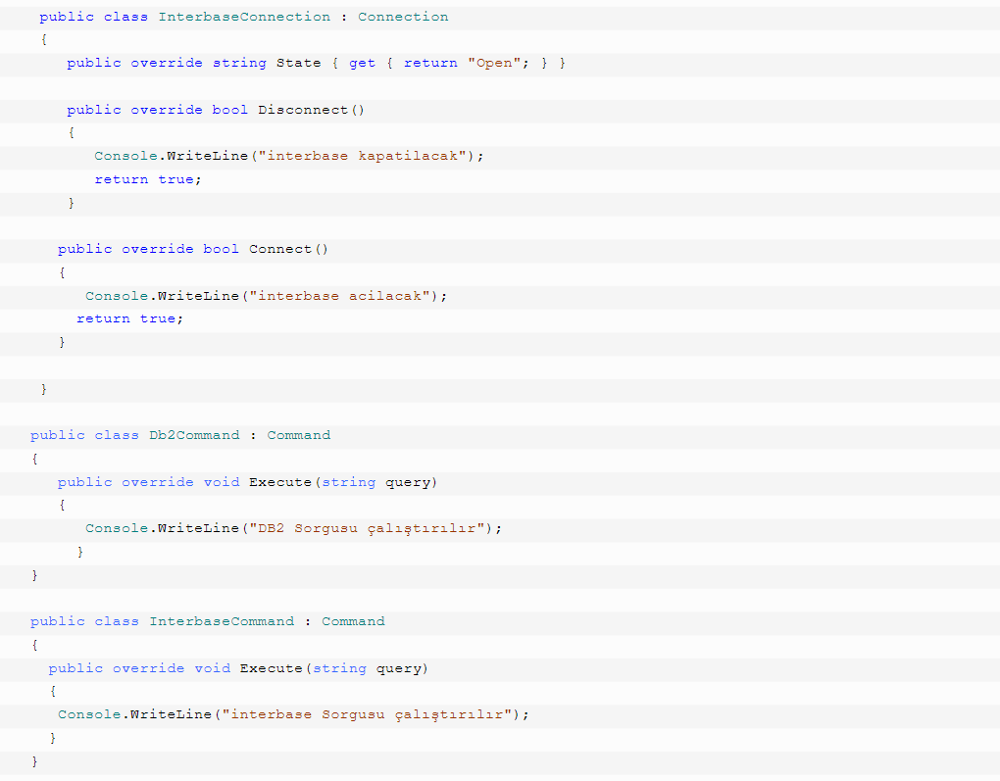 public class InterbaseConnection : Connection
{
public override string State { get { return "Open"; } }
public override bool Disconnect()
{
Console.WriteLine("interbase kapatilacak");
return true;
}
public override bool Connect()
{
Console.WriteLine("interbase acilacak");
return true;
}
}
public class Db2Command : Command
{
public override void Execute(string query)
{
Console.WriteLine("DB2 Sorgusu çalıştırılır");
}
}
public class InterbaseCommand : Command
{
public override void Execute(string query)
{
Console.WriteLine("interbase Sorgusu çalıştırılır");
}
}